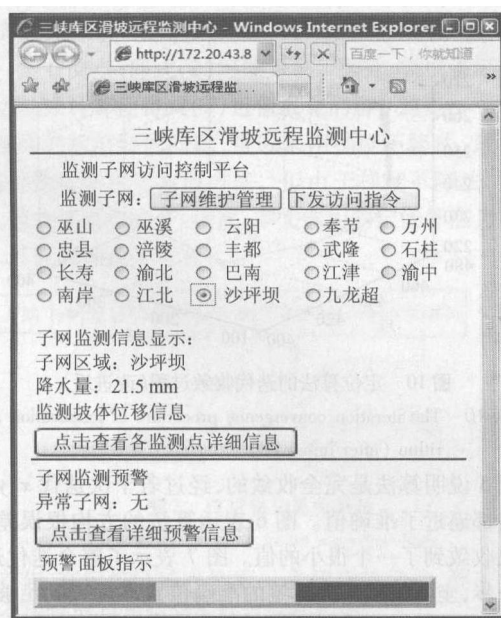 三峡库区滑坡远程监测中心 - Windows Internet Explorer
http://172.20.43.8 百度一下，你就知道
三峡库区滑坡远程监...
三峡库区滑坡远程监测中心
监测子网访问控制平台
监测子网： 子网维护管理 下发访问指令
巫山 巫溪 云阳 奉节 万州
忠县 涪陵 丰都 武隆 石柱
长寿 渝北 巴南 江津 渝中
南岸 江北 沙坪坝 九龙超
子网监测信息显示：
子网区域：沙坪坝
降水量：21.5 mm
监测坡体位移信息
点击查看各监测点详细信息
子网监测预警
异常子网：无
点击查看详细预警信息
预警面板指示